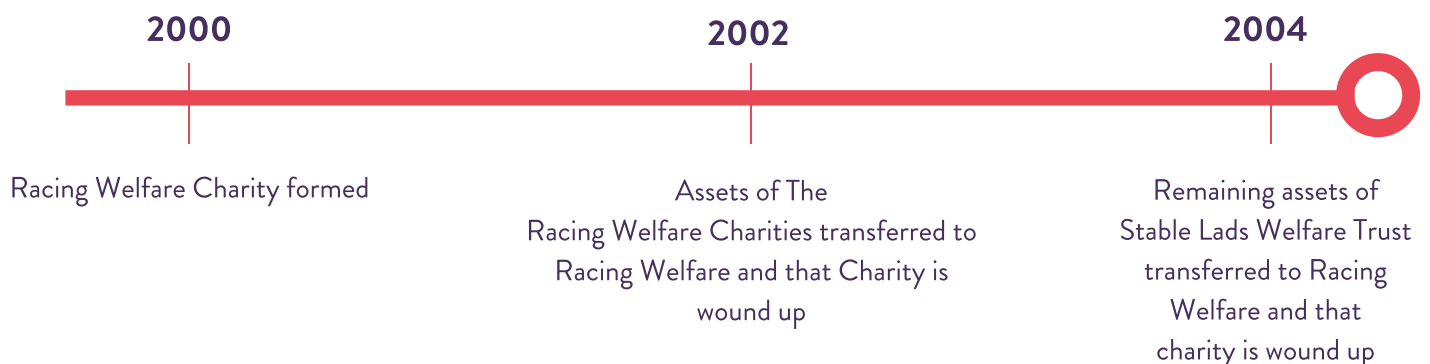 2000
Racing Welfare Charity formed
2002
Assets of The
Racing Welfare Charities transferred to
Racing Welfare and that Charity is
wound up
2004
Remaining assets of
Stable Lads Welfare Trust
transferred to Racing
Welfare and that
charity is wound up